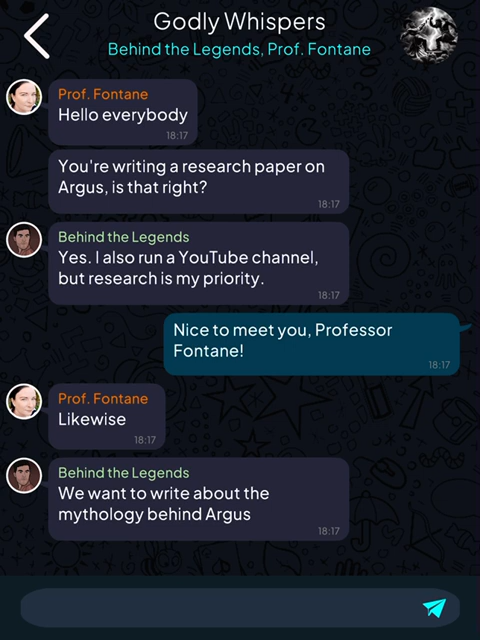 Godly Whispers
Behind the Legends, Prof. Fontane
Prof. Fontane
Hello everybody
18:17
You're writing a research paper on
Argus, is that right?
18:17
Behind the Legends
Yes. I also run a YouTube channel,
but research is my priority.
18:17
Nice to meet you, Professor
Fontane!
18:17
Prof. Fontane
Likewise
18:17
Behind the Legends
We want to write about the
mythology behind Argus
18:17